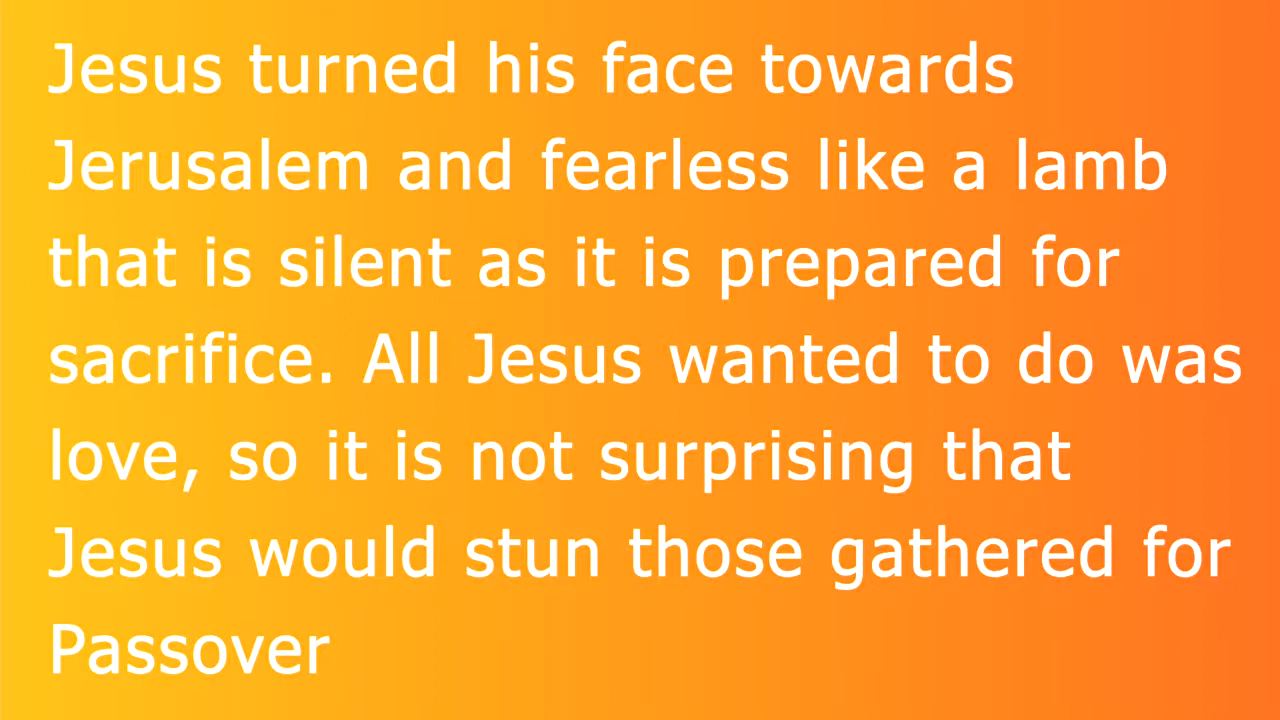 Jesus turned his face towards
Jerusalem and fearless like a lamb
that is silent as it is prepared for
sacrifice. All Jesus wanted to do was
love, so it is not surprising that
Jesus would stun those gathered for
Passover